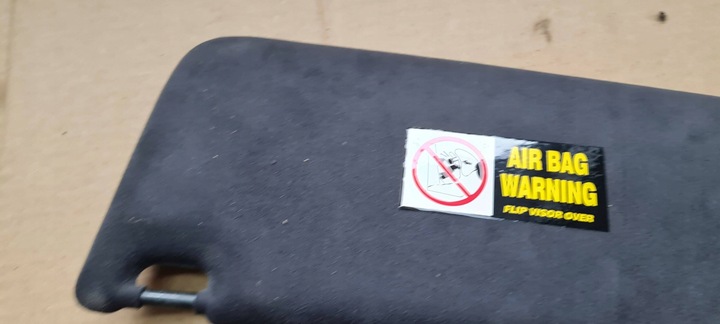 AIR BAG
WARNING
FLIP VISOR OVER